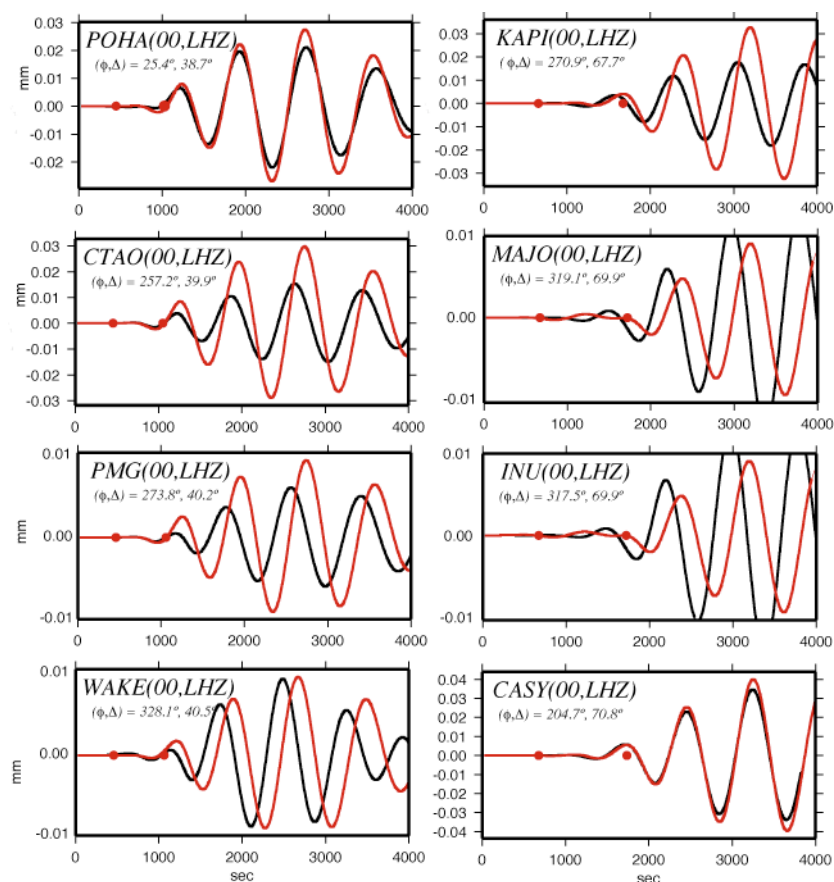 POHA(00,LHZ)
(ϕ,Δ) = 25.4º, 38.7º
mm
0.03
0.02
0.01
0.00
-0.01
-0.02
0 1000 2000 3000 4000
KAPI(00,LHZ)
(ϕ,Δ) = 270.9º, 67.7º
0.03
0.02
0.01
0.00
-0.01
-0.02
-0.03
0 1000 2000 3000 4000
CTAO(00,LHZ)
(ϕ,Δ) = 257.2º, 39.9º
mm
0.03
0.02
0.01
0.00
-0.01
-0.02
-0.03
0 1000 2000 3000 4000
MAJO(00,LHZ)
(ϕ,Δ) = 319.1º, 69.9º
0.01
0.00
-0.01
0 1000 2000 3000 4000
PMG(00,LHZ)
(ϕ,Δ) = 273.8º, 40.2º
mm
0.01
0.00
-0.01
0 1000 2000 3000 4000
INU(00,LHZ)
(ϕ,Δ) = 317.5º, 69.9º
0.01
0.00
-0.01
0 1000 2000 3000 4000
WAKE(00,LHZ)
(ϕ,Δ) = 328.1º, 40.5º
mm
0.01
0.00
-0.01
0 1000 2000 3000 4000
sec
CASY(00,LHZ)
(ϕ,Δ) = 204.7º, 70.8º
0.04
0.03
0.02
0.01
0.00
-0.01
-0.02
-0.03
-0.04
0 1000 2000 3000 4000
sec